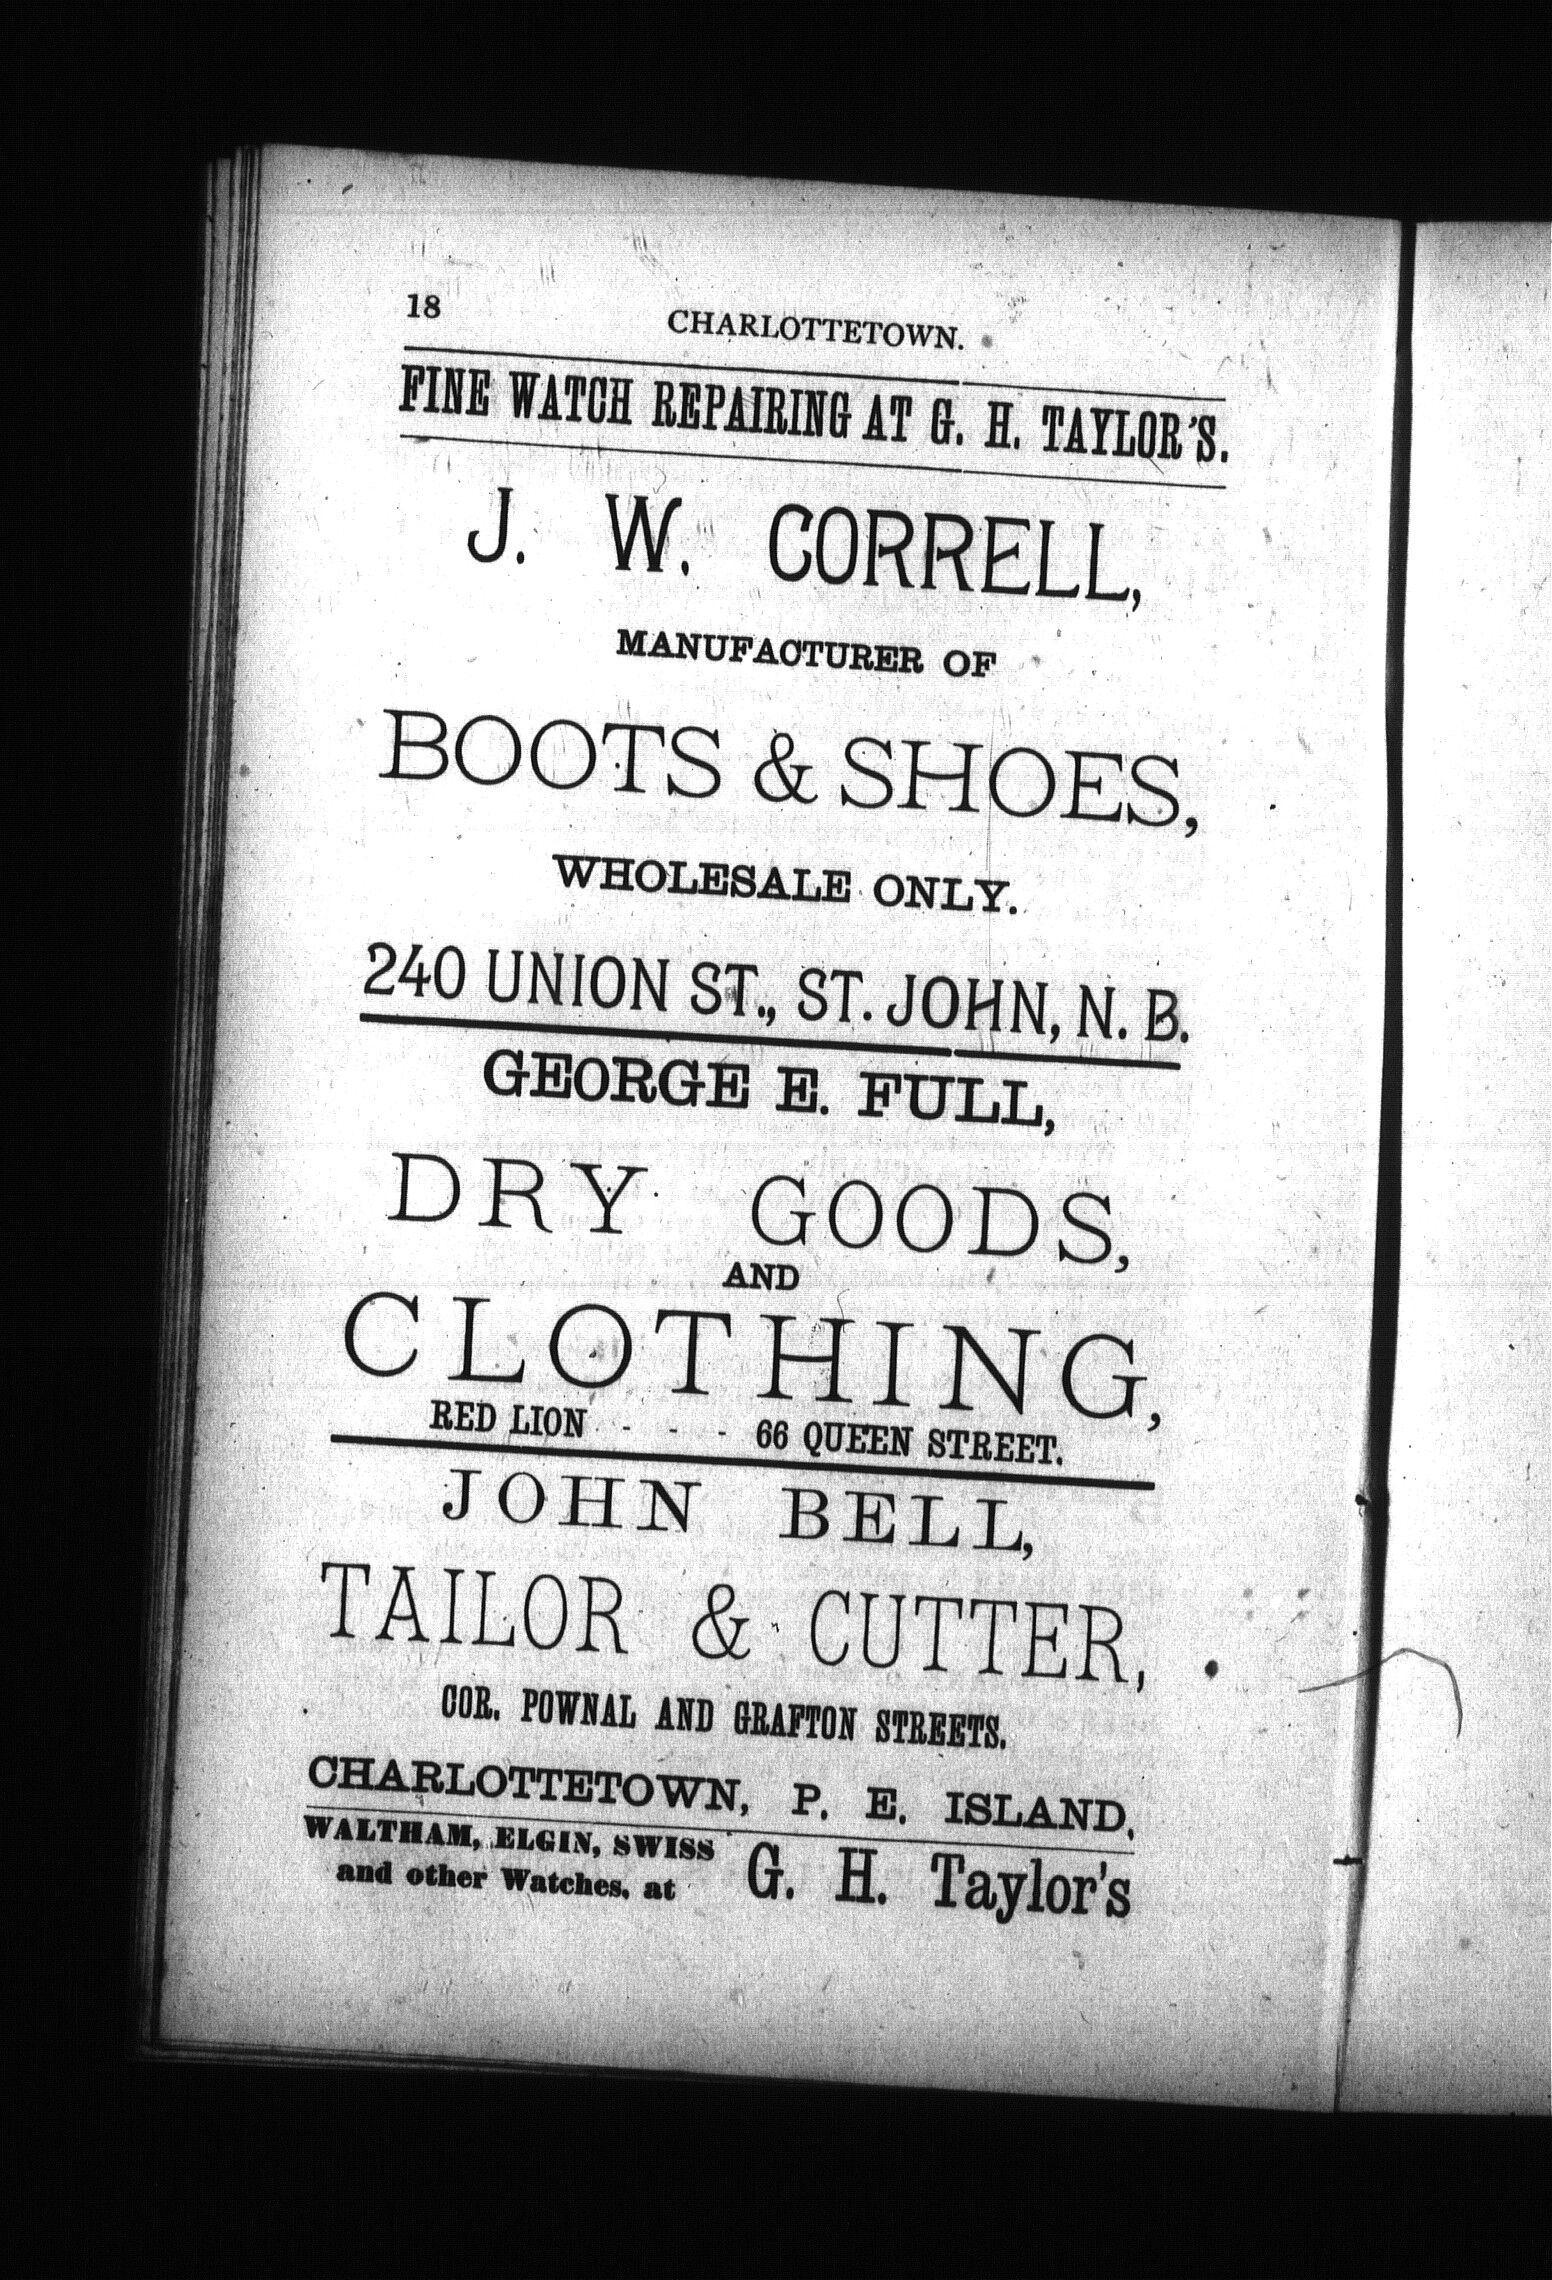 18
CHARLOTTETOWN.
FINE WATCH REPAIRING AT G. H. TAYLOR'S.
J. W. CORRELL,
MANUFACTURER OF
BOOTS & SHOES,
WHOLESALE ONLY.
240 UNION ST., ST. JOHN, N. B.
GEORGE E. FULL,
DRY GOODS,
AND
CLOTHING,
RED LION - - - 66 QUEEN STREET.
JOHN BELL,
TAILOR & CUTTER,
COR. POWNAL AND GRAFTON STREETS.
CHARLOTTETOWN, P. E. ISLAND.
WALTHAM, ELGIN, SWISS
and other Watches, at
G. H. Taylor's